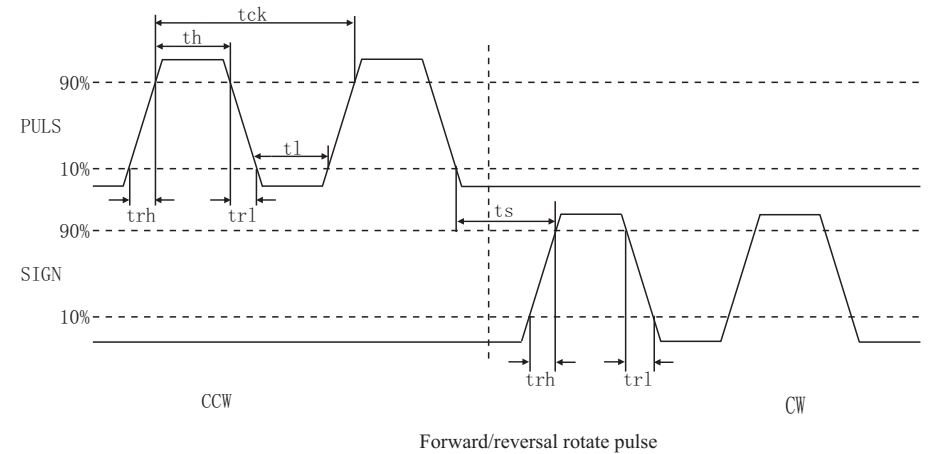 tck
th
90%
PULS
tl
10%
trh
trl
ts
90%
SIGN
10%
trh
trl
CCW
CW
Forward/reversal rotate pulse